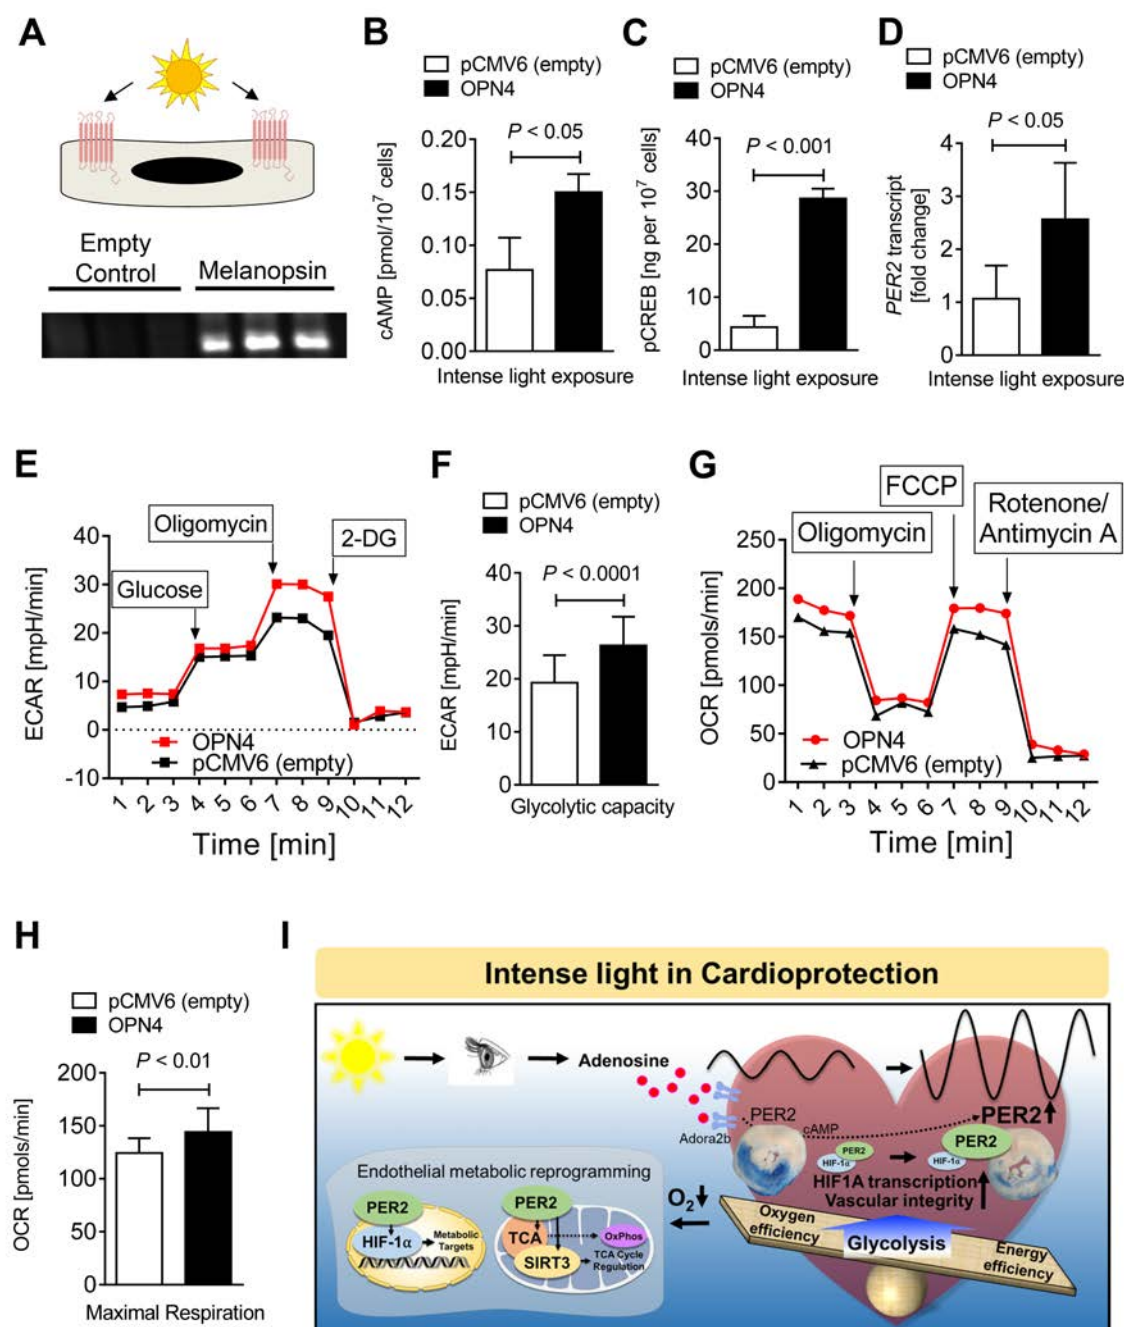 A
Empty
Control
Melanopsin
B
pCMV6 (empty)
OPN4
P < 0.05
cAMP [pmol/10⁷ cells]
0.20
0.15
0.10
0.05
0.00
Intense light exposure
C
pCMV6 (empty)
OPN4
P < 0.001
pCREB [ng per 10⁷ cells]
40
30
20
10
0
Intense light exposure
D
pCMV6 (empty)
OPN4
P < 0.05
PER2 transcript
[fold change]
4
3
2
1
0
Intense light exposure
E
Oligomycin
2-DG
Glucose
ECAR [mpH/min]
40
30
20
10
0
-10
OPN4
pCMV6 (empty)
1 2 3 4 5 6 7 8 9 10 11 12
Time [min]
F
pCMV6 (empty)
OPN4
P < 0.0001
ECAR [mpH/min]
40
30
20
10
0
Glycolytic capacity
G
FCCP
Oligomycin
Rotenone/
Antimycin A
OCR [pmols/min]
250
200
150
100
50
0
OPN4
pCMV6 (empty)
1 2 3 4 5 6 7 8 9 10 11 12
Time [min]
H
pCMV6 (empty)
OPN4
P < 0.01
OCR [pmols/min]
200
150
100
50
0
Maximal Respiration
I
Intense light in Cardioprotection
Adenosine
Adora2b
PER2
cAMP
PER2
HIF-1α
PER2
PER2
HIF-1α
HIF1A transcription
Vascular integrity
O₂
Oxygen
efficiency
Glycolysis
Energy
efficiency
Endothelial metabolic reprogramming
PER2
HIF-1α
Metabolic
Targets
PER2
TCA
OxPhos
SIRT3
TCA Cycle
Regulation